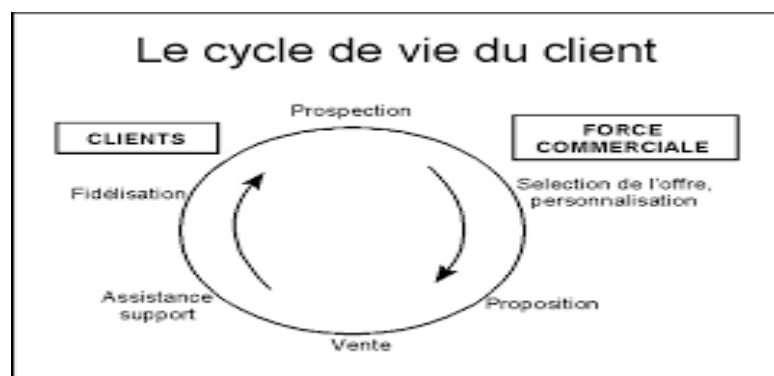 Le cycle de vie du client
Prospection
CLIENTS
FORCE
COMMERCIALE
Fidélisation
Selection de l'offre,
personnalisation
Assistance
support
Proposition
Vente